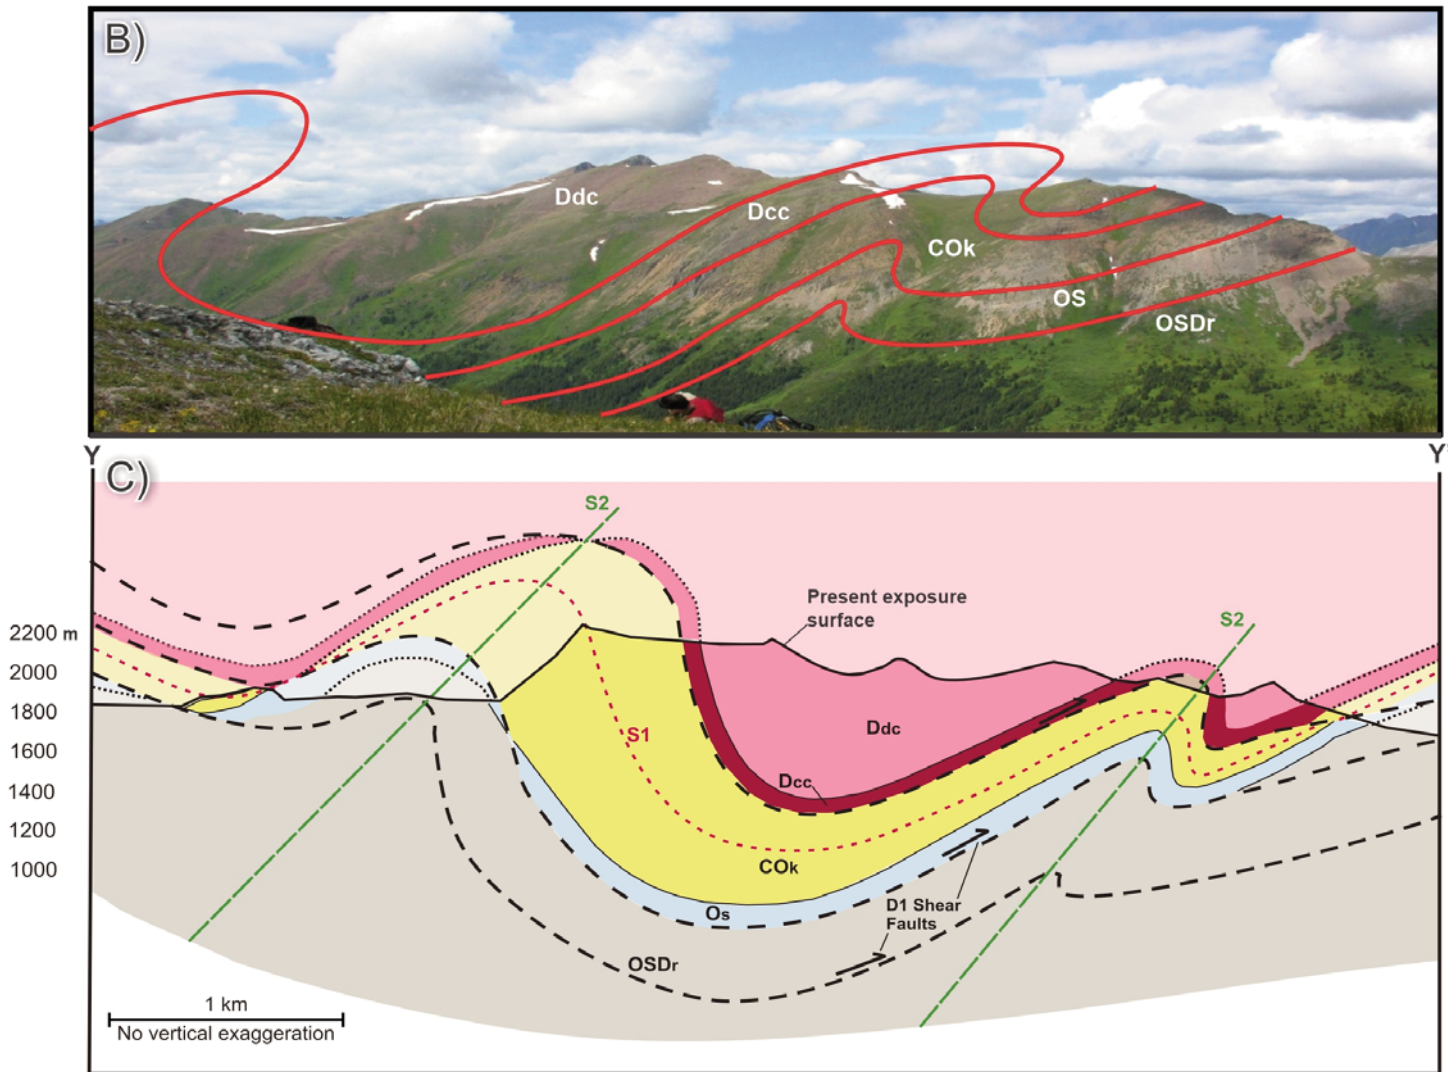 B)
Ddc
Dcc
COk
OS
OSDr
Y
Y'
C)
S2
Present exposure
surface
S2
2200 m
2000
1800
1600
1400
1200
1000
S1
Ddc
Dcc
COk
Os
D1 Shear
Faults
OSDr
1 km
No vertical exaggeration